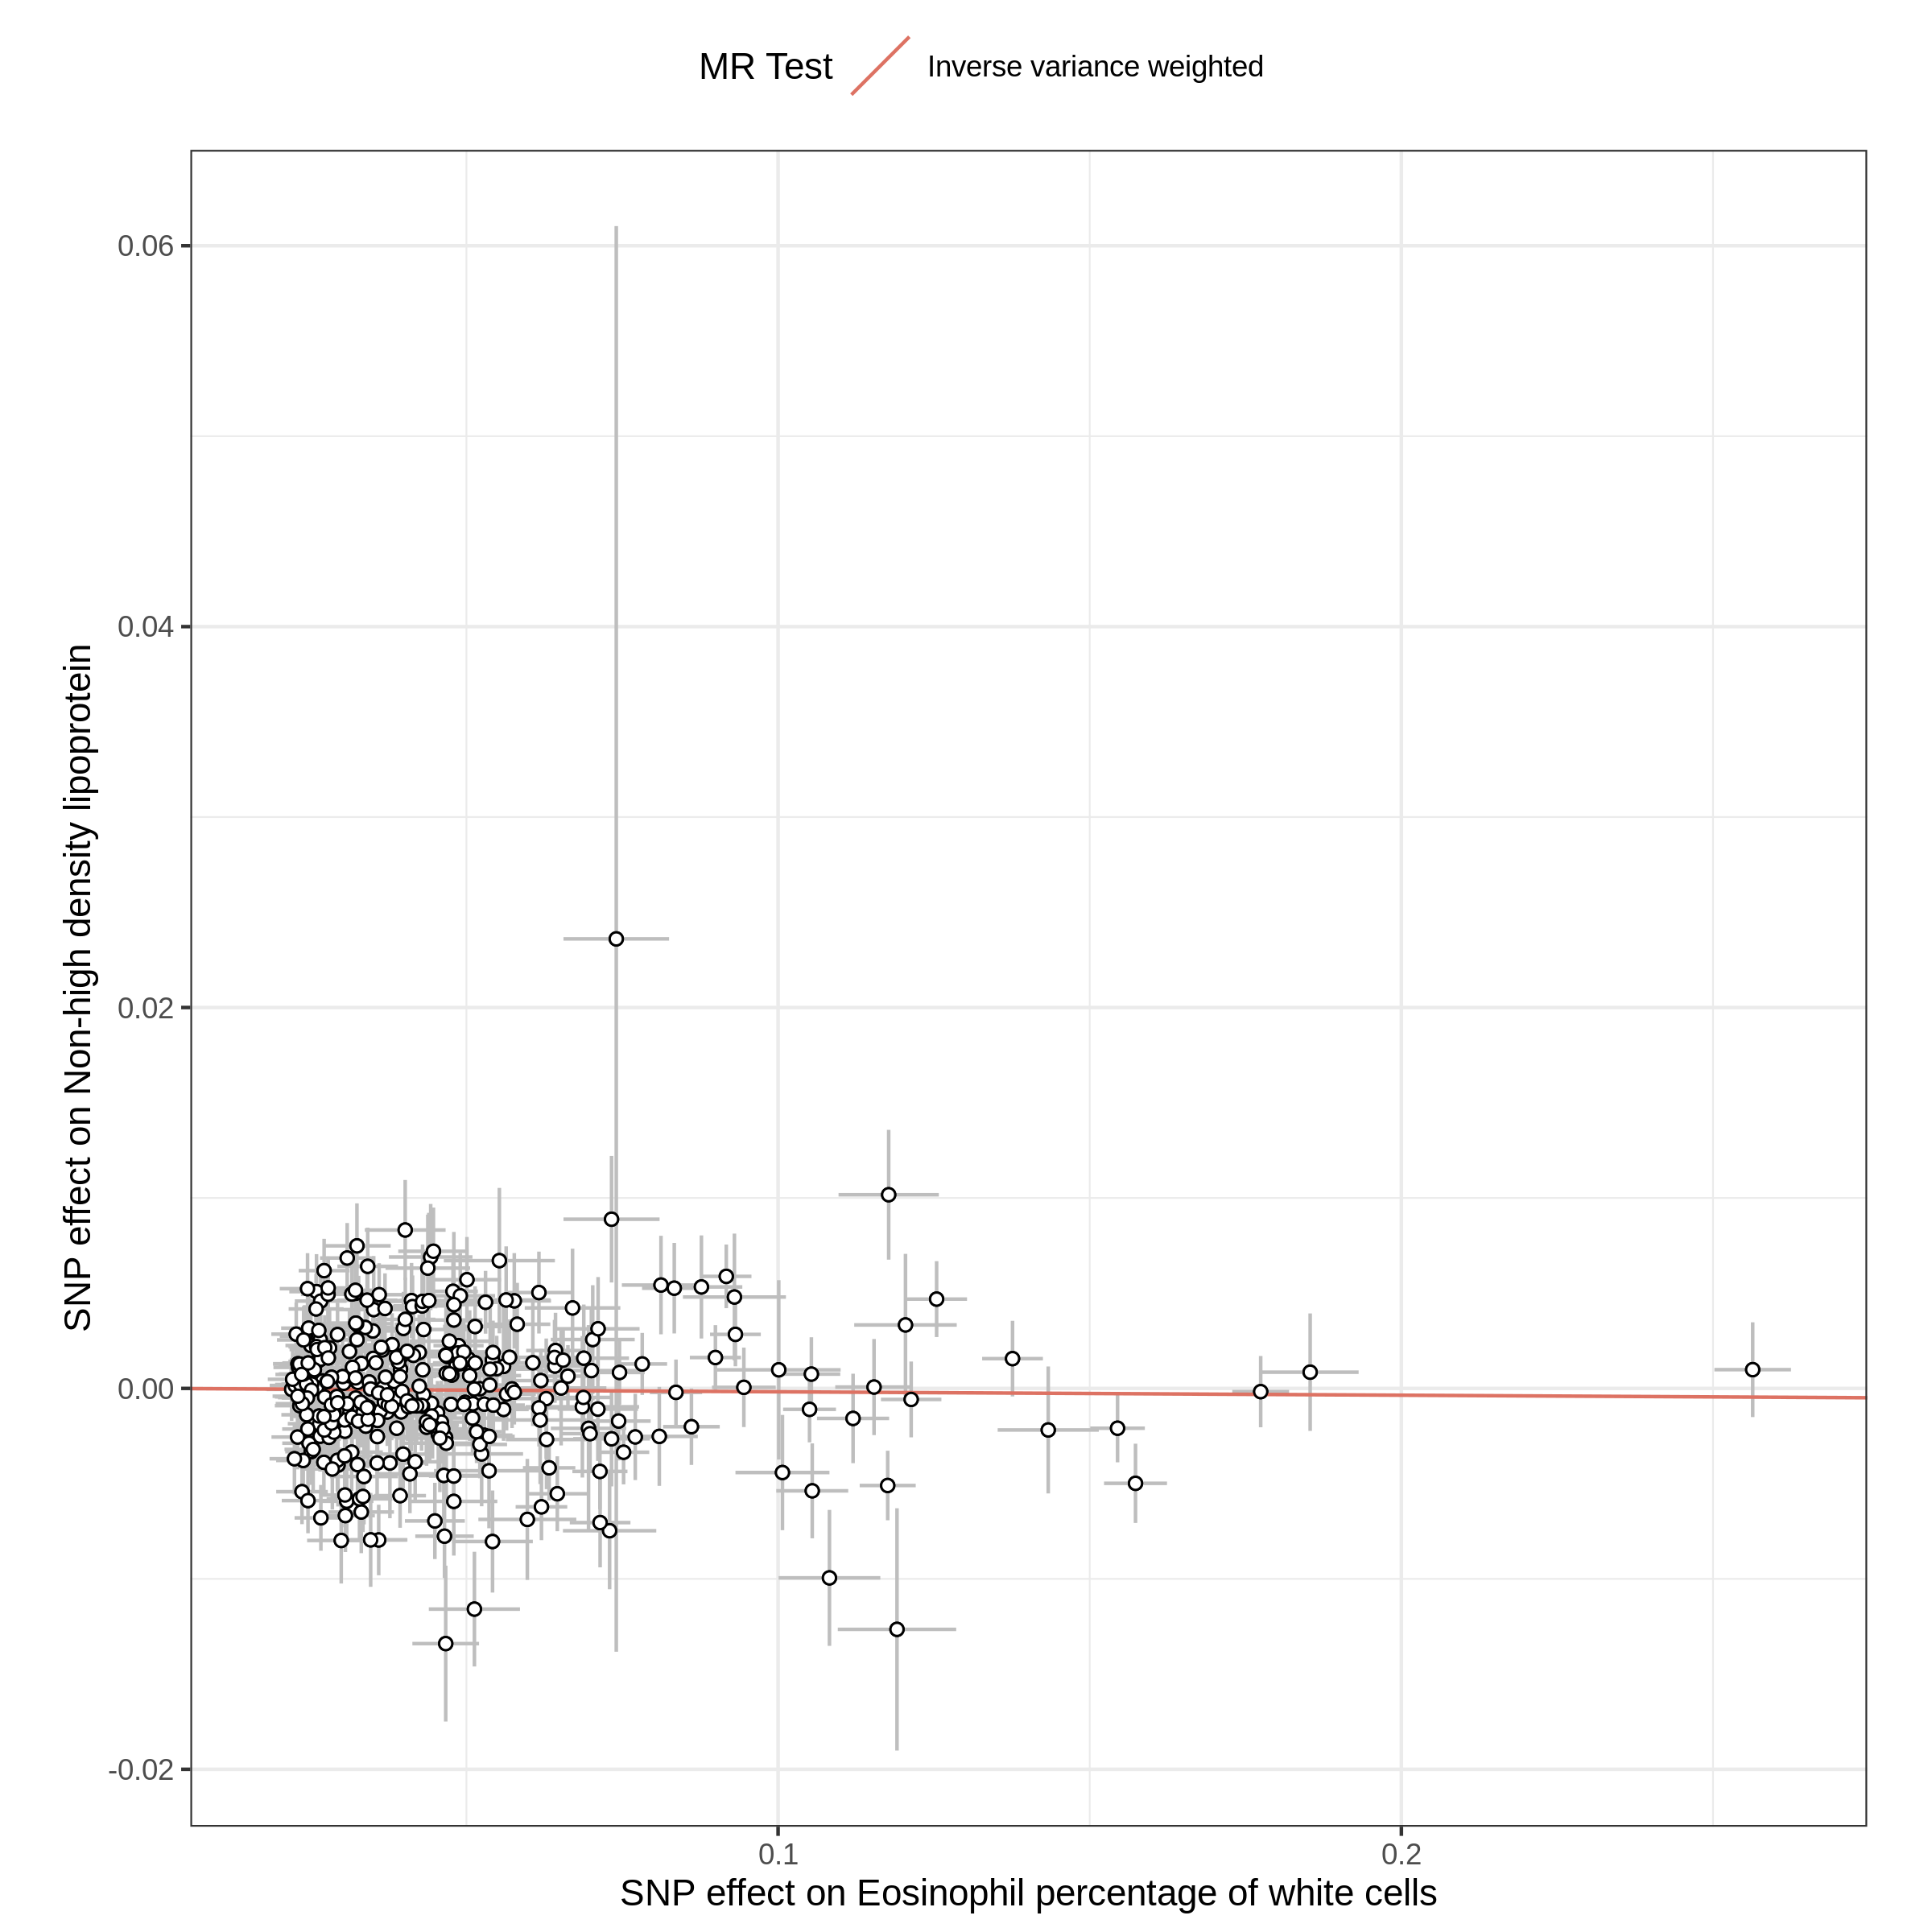 MR Test Inverse variance weighted
SNP effect on Non-high density lipoprotein
0.06
0.04
0.02
0.00
-0.02
0.1 0.2
SNP effect on Eosinophil percentage of white cells